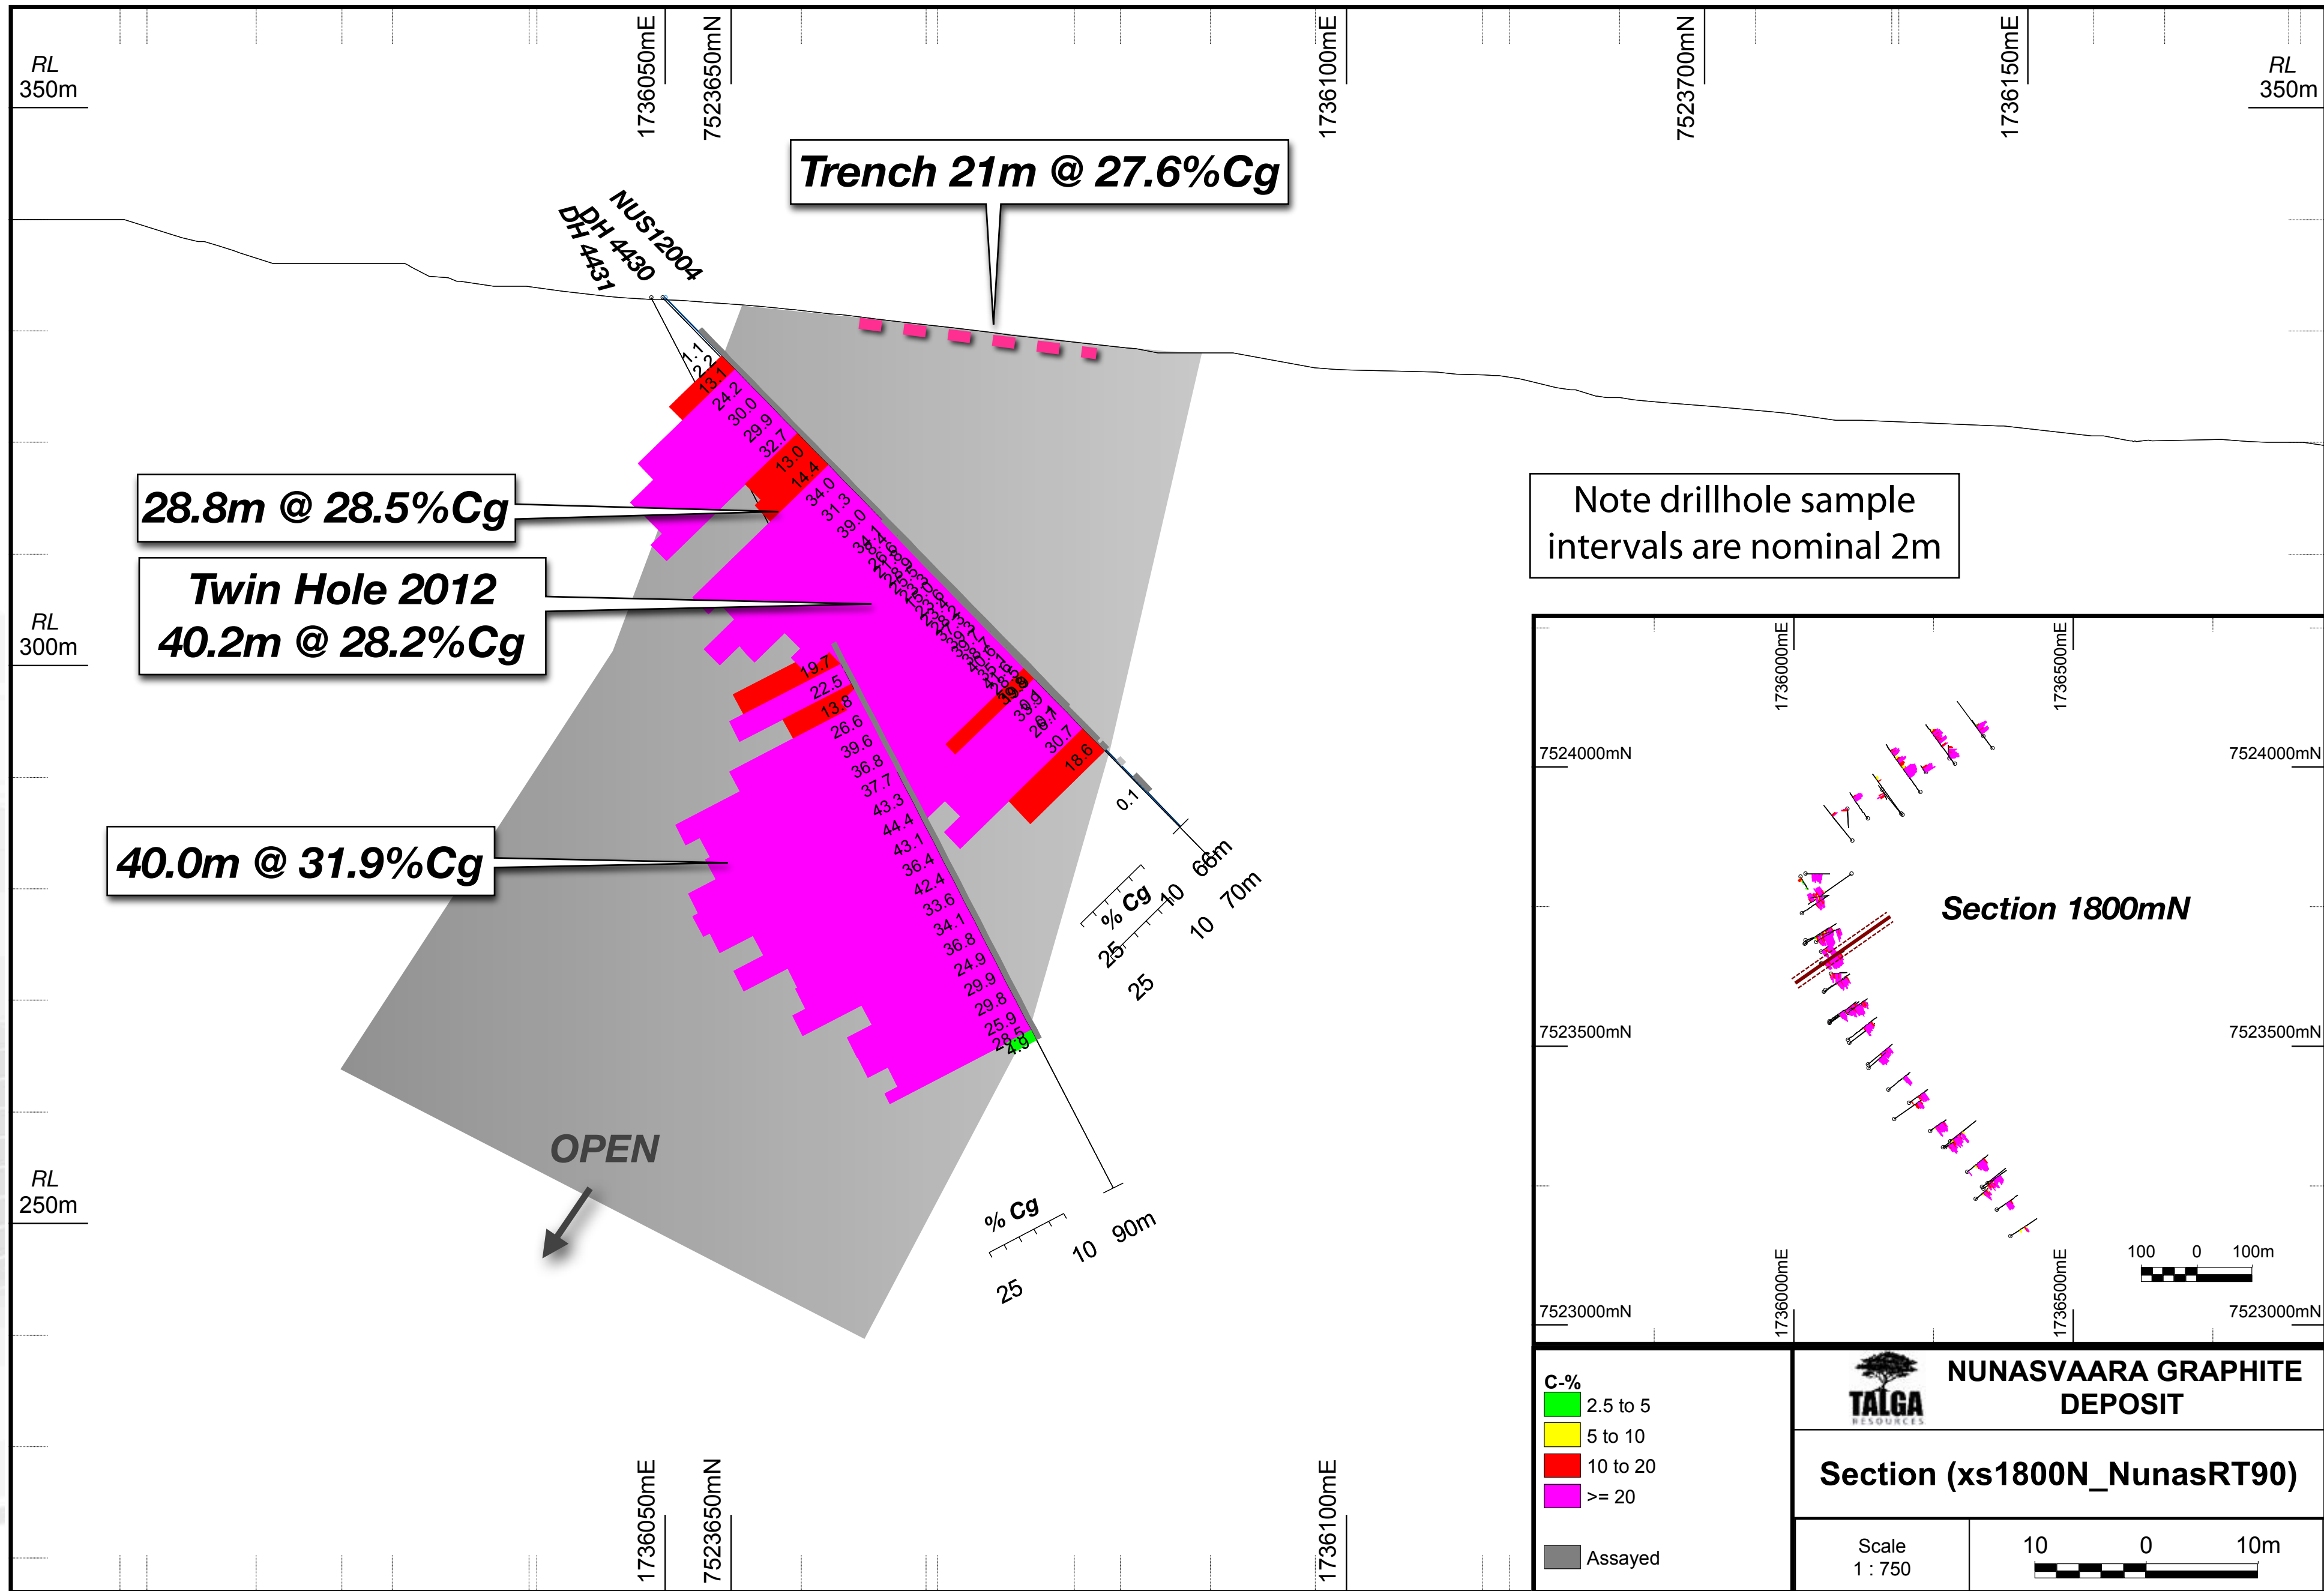 1736050mE
7523650mN
1736100mE
7523700mN
1736150mE
RL
350m
RL
350m
Trench 21m @ 27.6%Cg
NUS12004
DH 4430
DH 4431
1.1
2.2
13.1
24.2
30.0
29.9
32.7
13.0
14.4
34.0
31.3
39.0
34.1
28.8m @ 28.5%Cg
Twin Hole 2012
40.2m @ 28.2%Cg
Note drillhole sample
intervals are nominal 2m
RL
300m
30.7
18.6
0.1
19.7
22.5
13.8
26.6
39.6
36.8
37.7
43.3
44.4
43.1
36.4
42.4
33.6
34.1
36.8
24.9
29.9
29.8
25.9
28.5
4.9
40.0m @ 31.9%Cg
% Cg
10
66m
25
10
70m
25
OPEN
RL
250m
% Cg
10
90m
25
1736000mE
1736500mE
7524000mN
7524000mN
Section 1800mN
7523500mN
7523500mN
100 0 100m
7523000mN
7523000mN
1736000mE
1736500mE
1736050mE
7523650mN
1736100mE
C-%
2.5 to 5
5 to 10
10 to 20
>= 20
Assayed
TALGA
RESOURCES
NUNASVAARA GRAPHITE
DEPOSIT
Section (xs1800N_NunasRT90)
Scale
1 : 750
10 0 10m